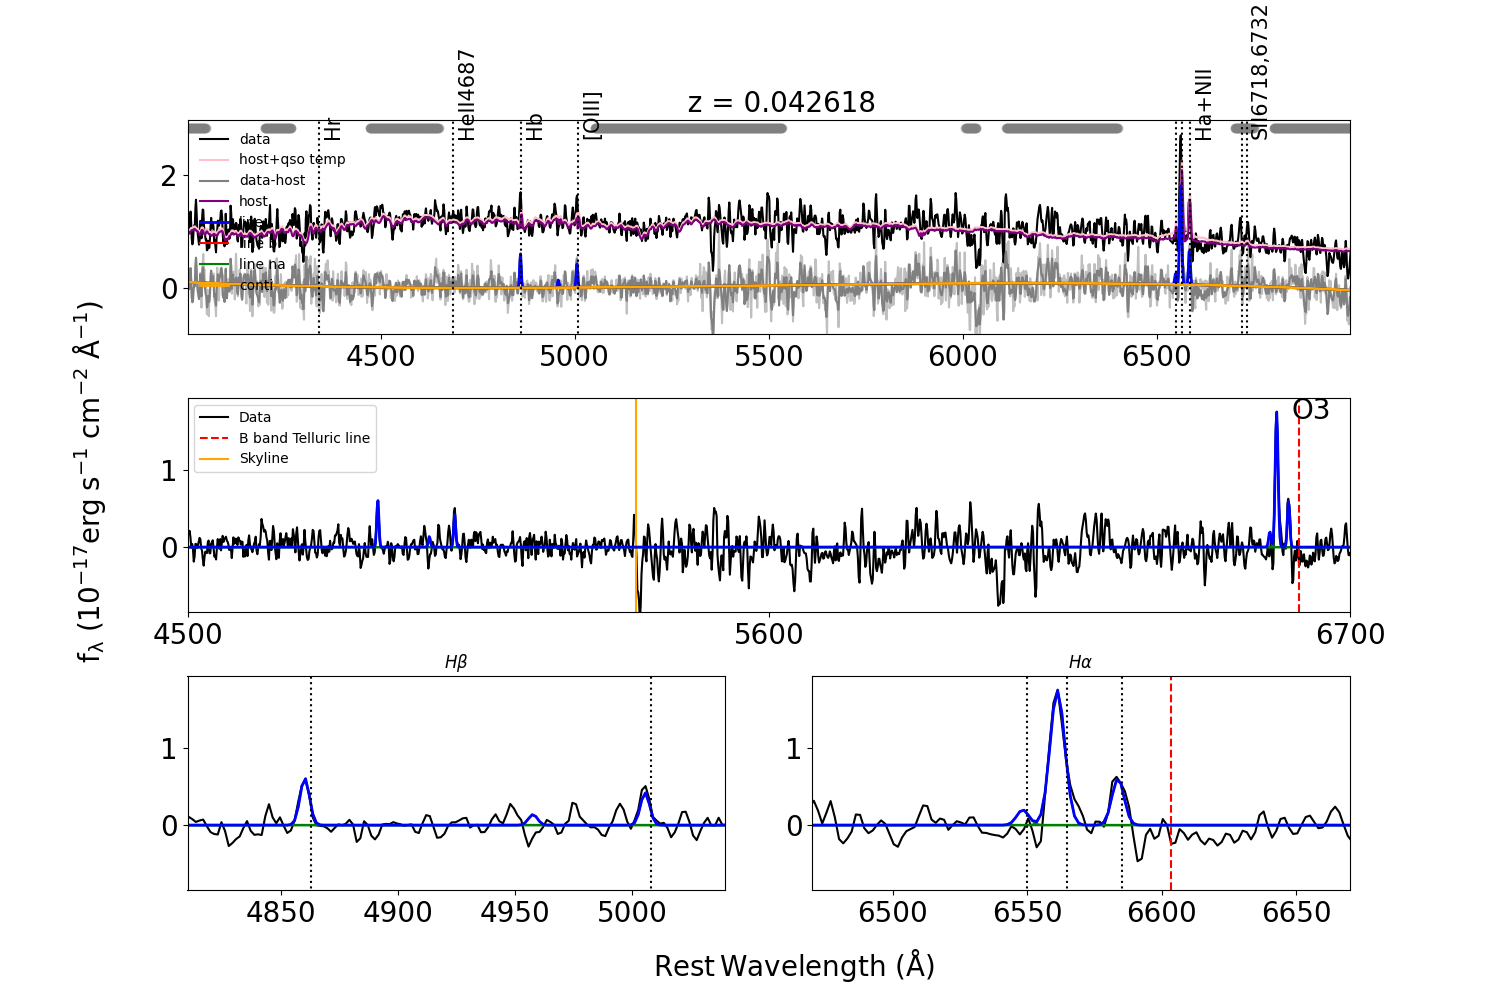 z = 0.042618
Hr
HeII4687
Hb
[OIII]
Ha+NII
SII6718,6732
data
host+qso temp
data-host
host
line
line na
conti
2
0
4500 5000 5500 6000 6500
fλ (10⁻¹⁷erg s⁻¹ cm⁻² Å⁻¹)
Data
B band Telluric line
Skyline
O3
1
0
4500 5600 6700
Hβ
1
0
4850 4900 4950 5000
Hα
1
0
6500 6550 6600 6650
Rest Wavelength (Å)